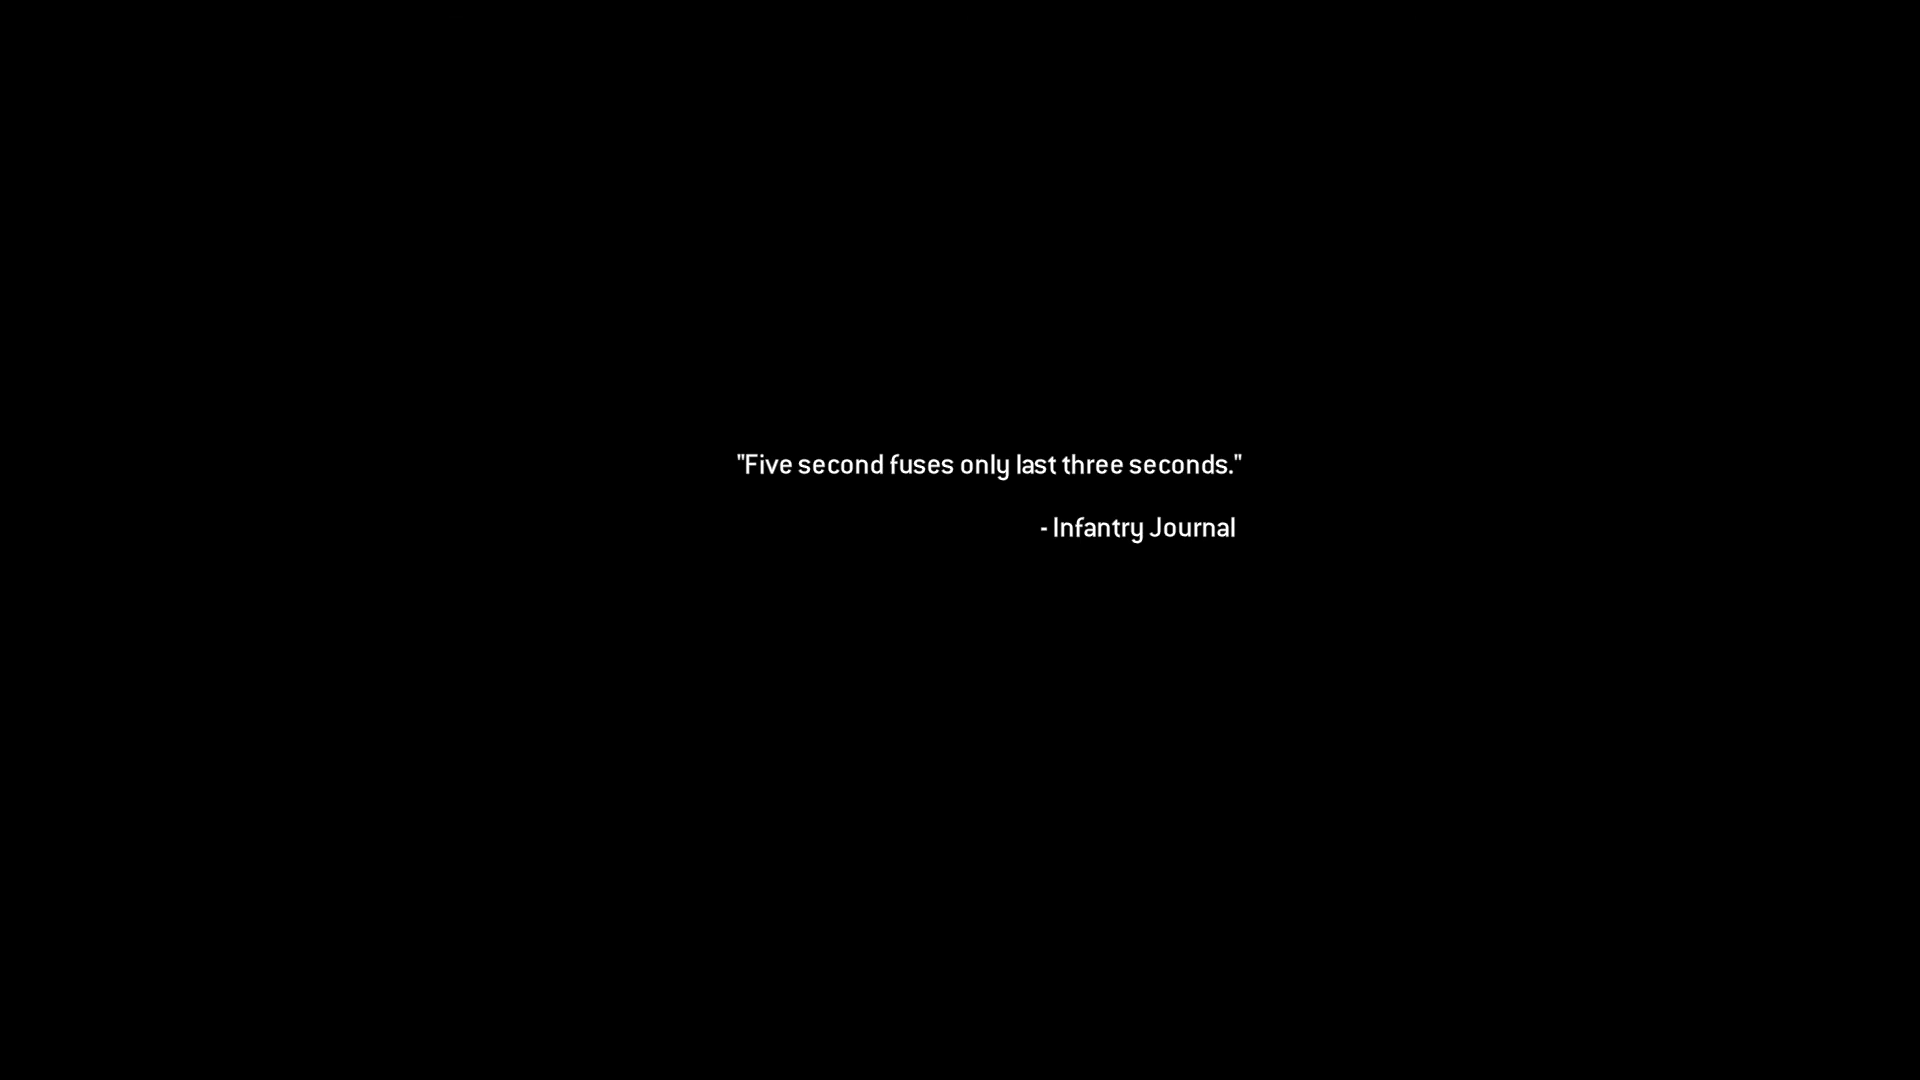 "Five second fuses only last three seconds."
- Infantry Journal